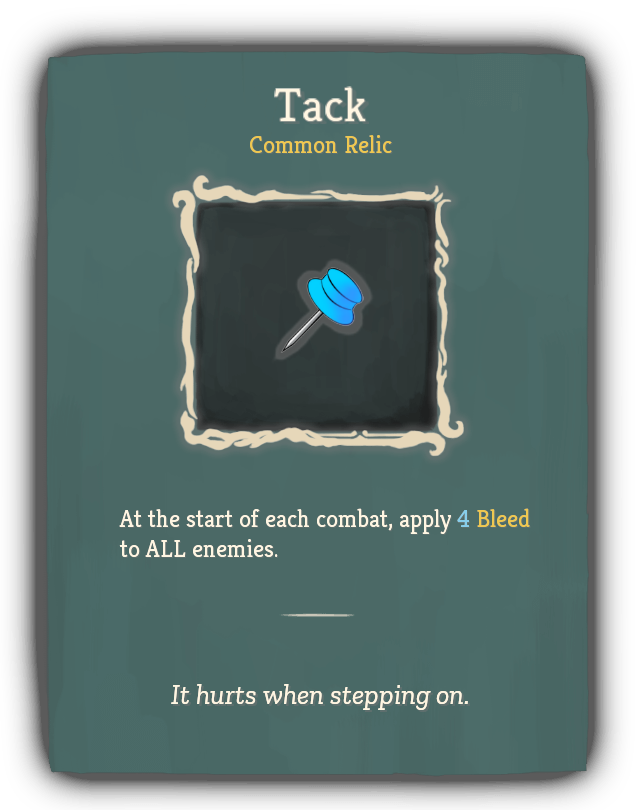 Tack
Common Relic
At the start of each combat, apply 4 Bleed
to ALL enemies.
It hurts when stepping on.